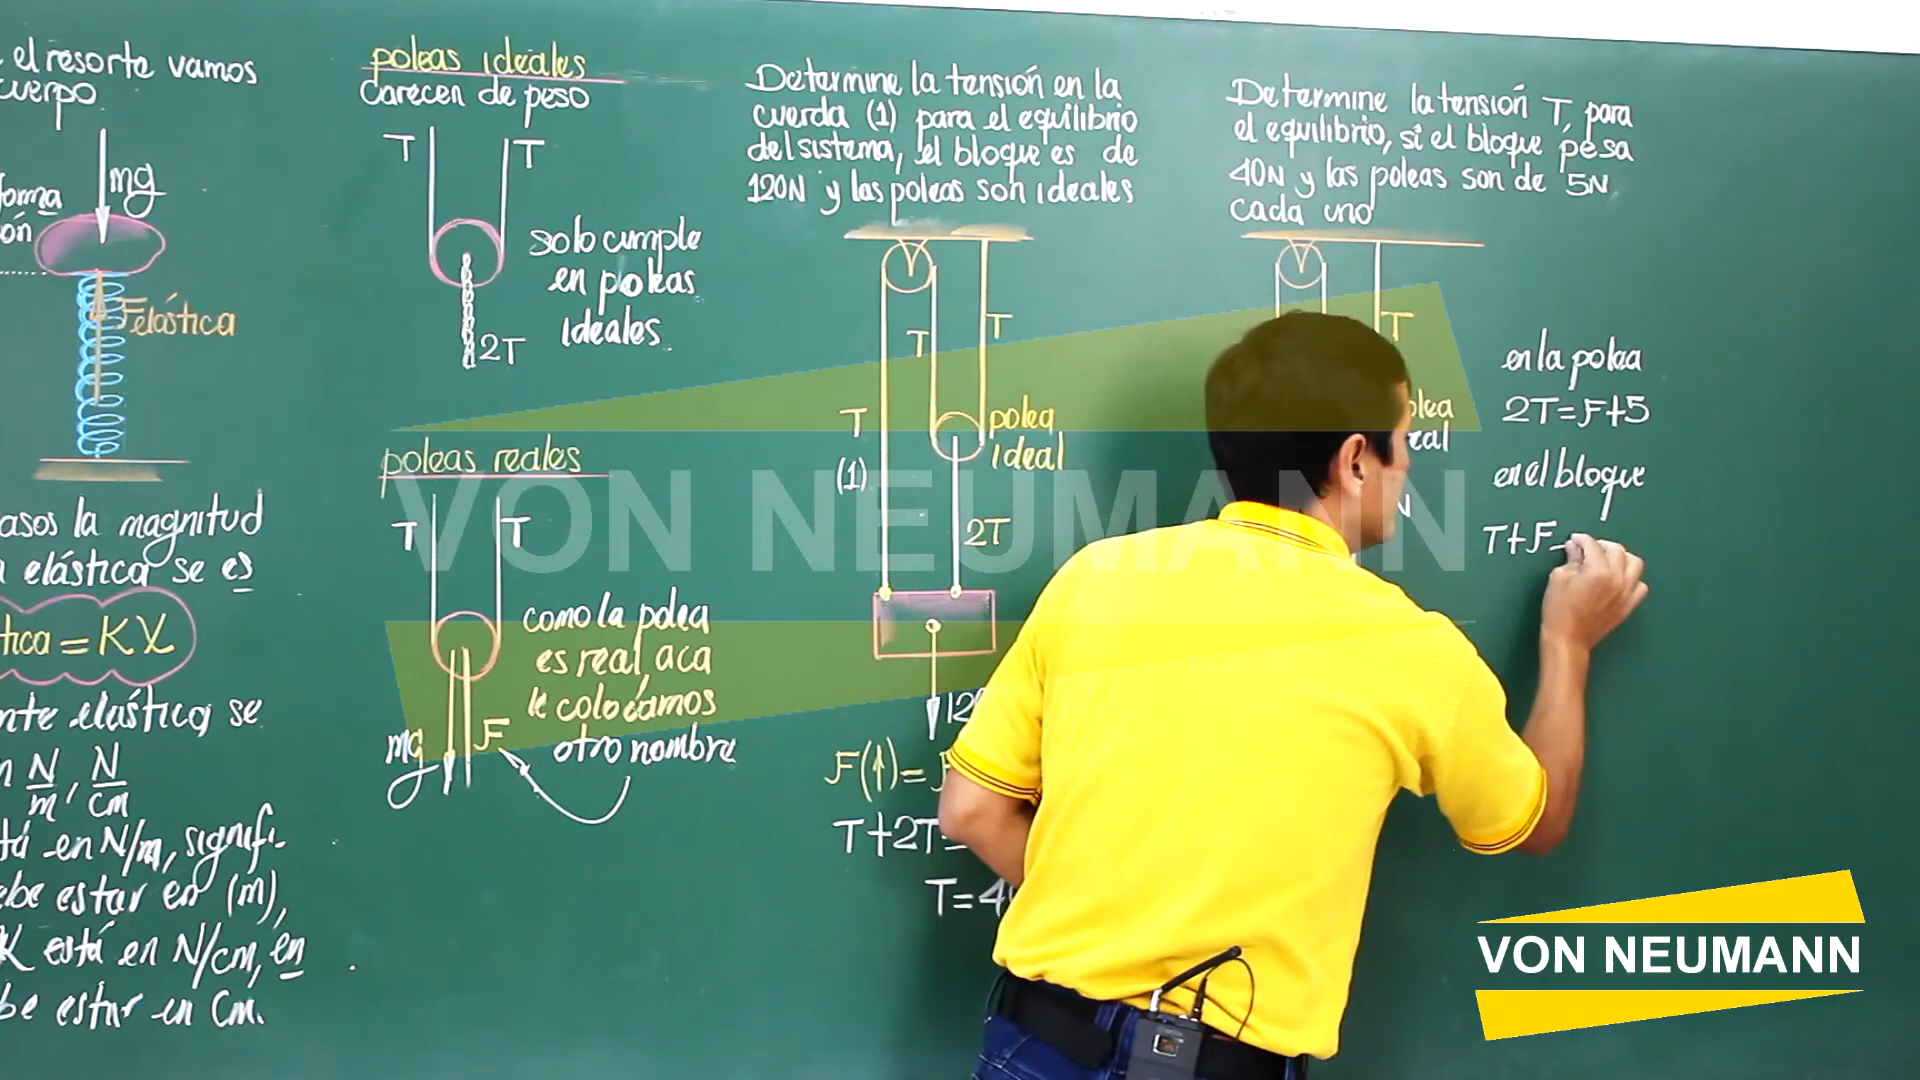 el resorte vamos
cuerpo
mg
forma
ón
Felástica
asos la magnitud
elástica se es
tica = KX
nte elástica se
n N/m, N/cm
tá en N/m, signifi-
ebe estar en (m),
K está en N/cm, en
be estar en Cm.
poleas ideales
Carecen de peso
T
T
2T
solo cumple
en poleas
Ideales.
poleas reales
T
T
mg
F
como la polea
es real, aca
le colocamos
otro nombre
Determine la tensión en la
cuerda (1) para el equilibrio
del sistema, el bloque es de
120N y las poleas son ideales
T
T
T
(1)
polea
ideal
2T
12
F(↑)= F
T+2T=
T=4
Determine la tensión T para
el equilibrio, si el bloque pesa
40N y las poleas son de 5N
cada uno
T
olea
eal
N
en la polea
2T=F+5
en el bloque
T+F=
VON NEUMANN
VON NEUMANN